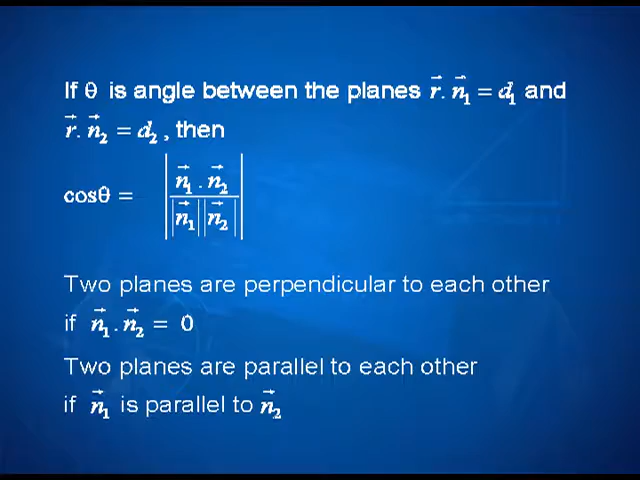 If θ is angle between the planes r⃗. n⃗₁ = d₁ and
r⃗. n⃗₂ = d₂ , then
cosθ = | n⃗₁ . n⃗₂ / |n⃗₁| |n⃗₂| |
Two planes are perpendicular to each other
if n⃗₁ . n⃗₂ = 0
Two planes are parallel to each other
if n⃗₁ is parallel to n⃗₂